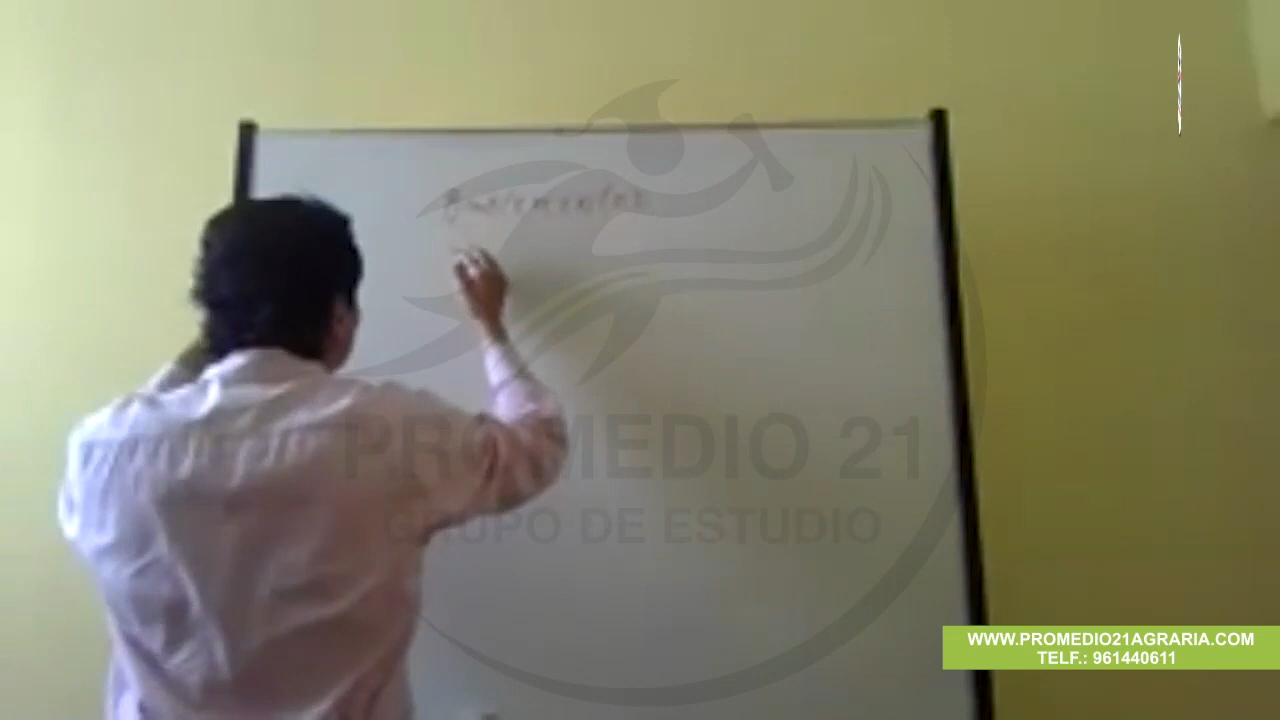 PROMEDIO 21
GRUPO DE ESTUDIO
WWW.PROMEDIO21AGRARIA.COM
TELF.: 961440611